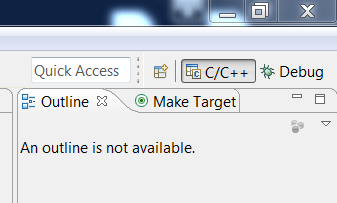 Quick Access C/C++ Debug
Outline Make Target
An outline is not available.